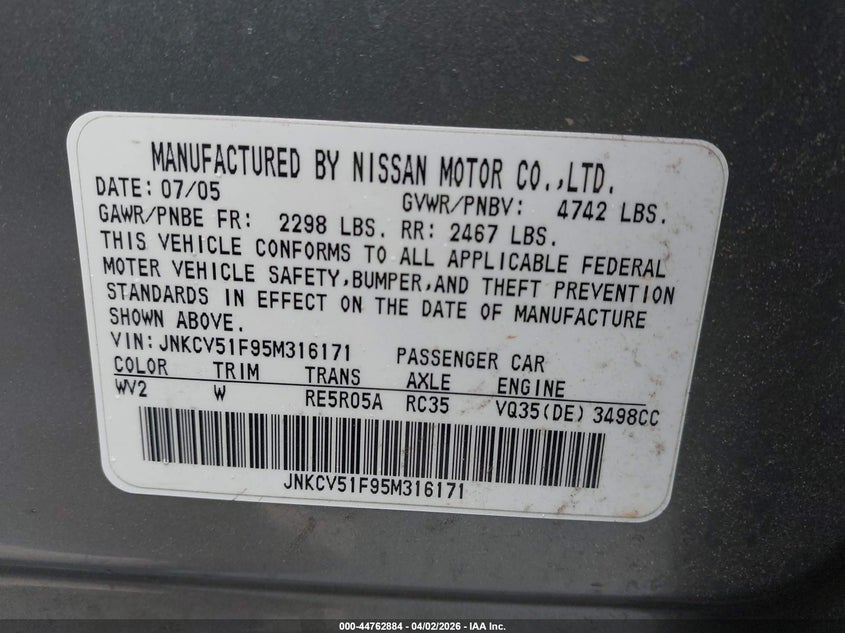 MANUFACTURED BY NISSAN MOTOR CO.,LTD.
DATE: 07/05 GVWR/PNBV: 4742 LBS.
GAWR/PNBE FR: 2298 LBS. RR: 2467 LBS.
THIS VEHICLE CONFORMS TO ALL APPLICABLE FEDERAL
MOTER VEHICLE SAFETY,BUMPER,AND THEFT PREVENTION
STANDARDS IN EFFECT ON THE DATE OF MANUFACTURE
SHOWN ABOVE.
VIN:JNKCV51F95M316171 PASSENGER CAR
COLOR TRIM TRANS AXLE ENGINE
WV2 W RE5R05A RC35 VQ35(DE) 3498CC
JNKCV51F95M316171
000-44762884 | 04/02/2026 - IAA Inc.